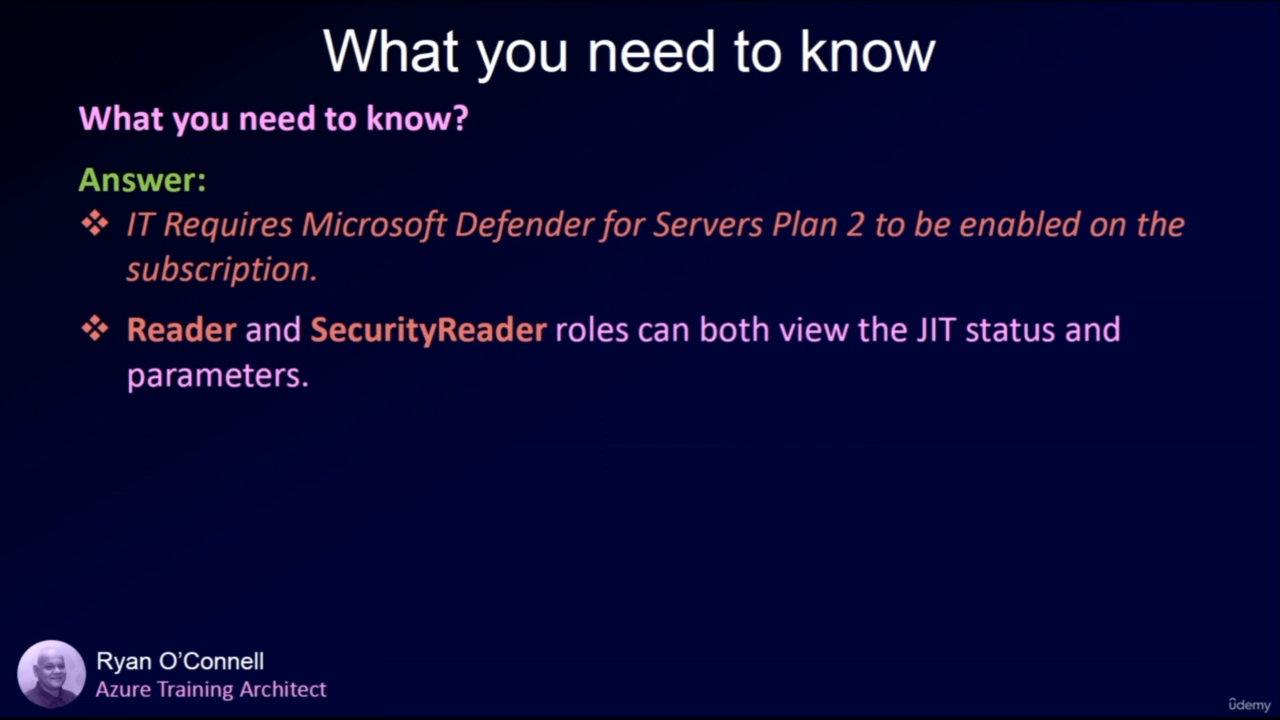 What you need to know
What you need to know?
Answer:
❖ IT Requires Microsoft Defender for Servers Plan 2 to be enabled on the
subscription.
❖ Reader and SecurityReader roles can both view the JIT status and
parameters.
Ryan O’Connell
Azure Training Architect
ûdemy